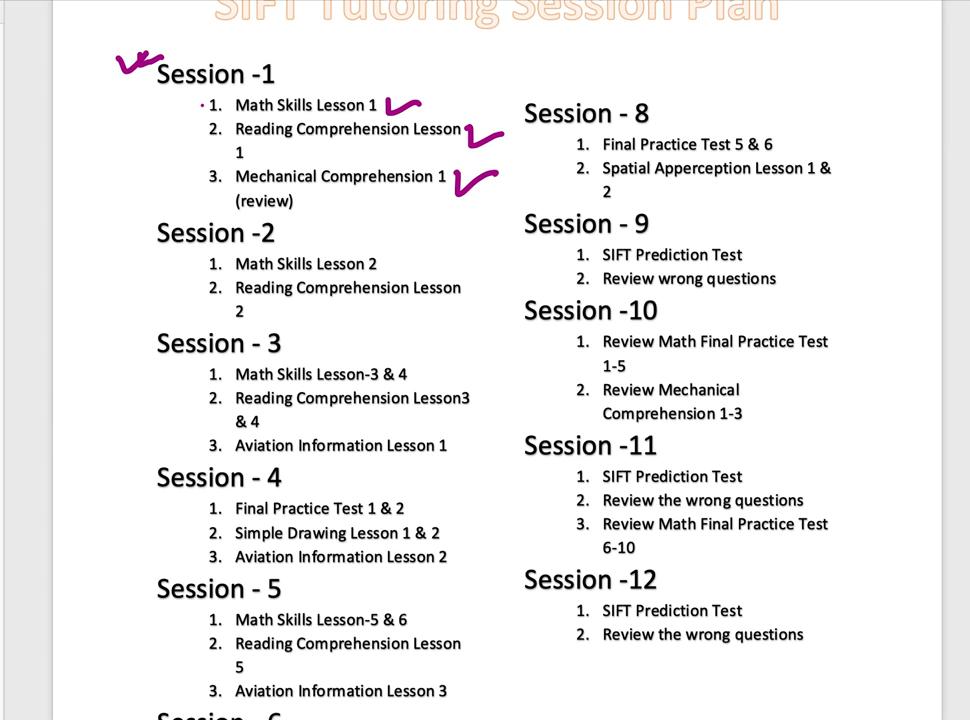 SIFT Tutoring Session Plan
Session -1
1. Math Skills Lesson 1
2. Reading Comprehension Lesson
1
3. Mechanical Comprehension 1
(review)
Session -2
1. Math Skills Lesson 2
2. Reading Comprehension Lesson
2
Session - 3
1. Math Skills Lesson-3 & 4
2. Reading Comprehension Lesson3
& 4
3. Aviation Information Lesson 1
Session - 4
1. Final Practice Test 1 & 2
2. Simple Drawing Lesson 1 & 2
3. Aviation Information Lesson 2
Session - 5
1. Math Skills Lesson-5 & 6
2. Reading Comprehension Lesson
5
3. Aviation Information Lesson 3
Session - 6
Session - 8
1. Final Practice Test 5 & 6
2. Spatial Apperception Lesson 1 &
2
Session - 9
1. SIFT Prediction Test
2. Review wrong questions
Session -10
1. Review Math Final Practice Test
1-5
2. Review Mechanical
Comprehension 1-3
Session -11
1. SIFT Prediction Test
2. Review the wrong questions
3. Review Math Final Practice Test
6-10
Session -12
1. SIFT Prediction Test
2. Review the wrong questions